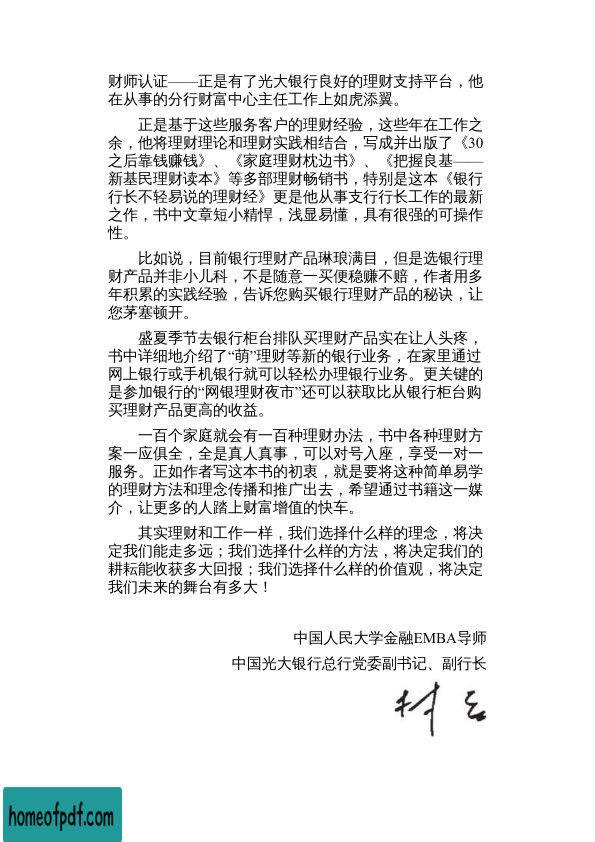 财师认证——正是有了光大银行良好的理财支持平台，他
在从事的分行财富中心主任工作上如虎添翼。
正是基于这些服务客户的理财经验，这些年在工作之
余，他将理财理论和理财实践相结合，写成并出版了《30
之后靠钱赚钱》、《家庭理财枕边书》、《把握良基——
新基民理财读本》等多部理财畅销书，特别是这本《银行
行长不轻易说的理财经》更是他从事支行行长工作的最新
之作，书中文章短小精悍，浅显易懂，具有很强的可操作
性。
比如说，目前银行理财产品琳琅满目，但是选银行理
财产品并非小儿科，不是随意一买便稳赚不赔，作者用多
年积累的实践经验，告诉您购买银行理财产品的秘诀，让
您茅塞顿开。
盛夏季节去银行柜台排队买理财产品实在让人头疼，
书中详细地介绍了“萌”理财等新的银行业务，在家里通过
网上银行或手机银行就可以轻松办理银行业务。更关键的
是参加银行的“网银理财夜市”还可以获取比从银行柜台购
买理财产品更高的收益。
一百个家庭就会有一百种理财办法，书中各种理财方
案一应俱全，全是真人真事，可以对号入座，享受一对一
服务。正如作者写这本书的初衷，就是要将这种简单易学
的理财方法和理念传播和推广出去，希望通过书籍这一媒
介，让更多的人踏上财富增值的快车。
其实理财和工作一样，我们选择什么样的理念，将决
定我们能走多远；我们选择什么样的方法，将决定我们的
耕耘能收获多大回报；我们选择什么样的价值观，将决定
我们未来的舞台有多大！
中国人民大学金融EMBA导师
中国光大银行总行党委副书记、副行长
homeofpdf.com